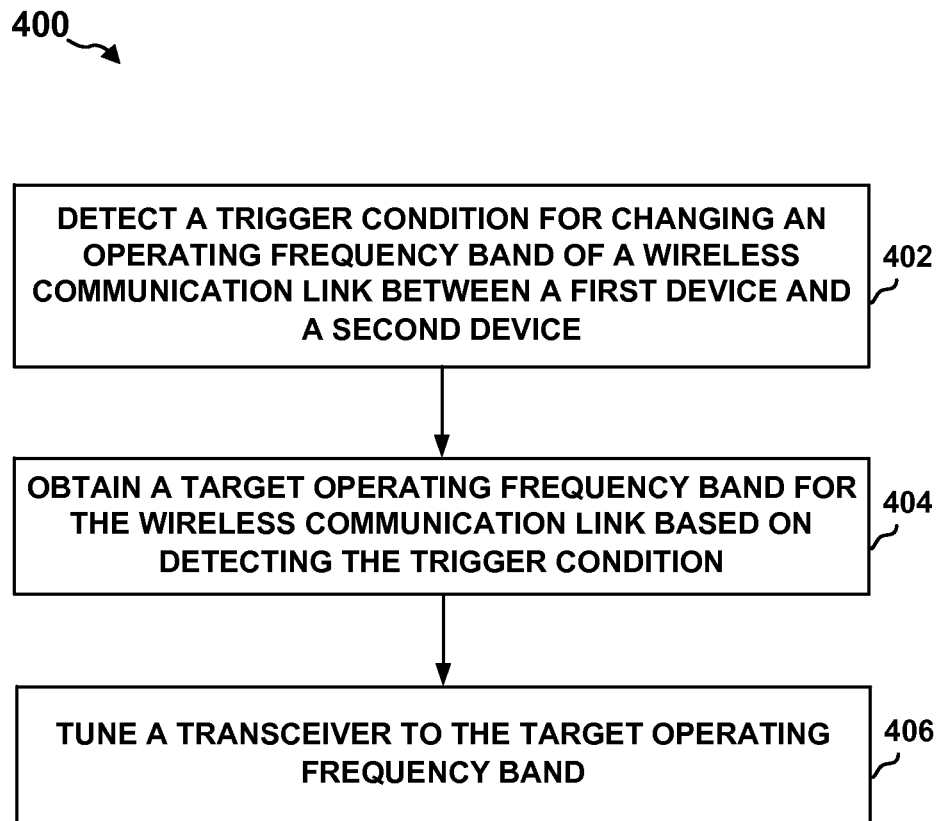 400
DETECT A TRIGGER CONDITION FOR CHANGING AN
OPERATING FREQUENCY BAND OF A WIRELESS
COMMUNICATION LINK BETWEEN A FIRST DEVICE AND
A SECOND DEVICE
402
OBTAIN A TARGET OPERATING FREQUENCY BAND FOR
THE WIRELESS COMMUNICATION LINK BASED ON
DETECTING THE TRIGGER CONDITION
404
TUNE A TRANSCEIVER TO THE TARGET OPERATING
FREQUENCY BAND
406